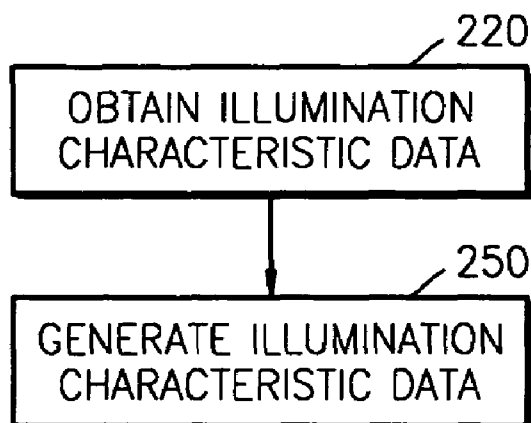 220
OBTAIN ILLUMINATION
CHARACTERISTIC DATA
250
GENERATE ILLUMINATION
CHARACTERISTIC DATA